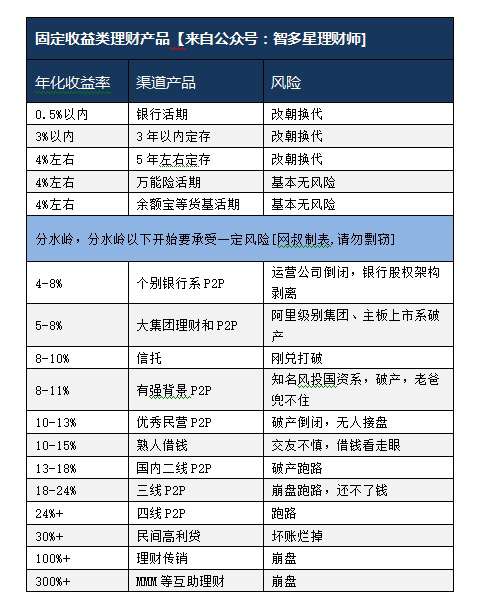 固定收益类理财产品【来自公众号：智多星理财师]
年化收益率 渠道产品 风险
0.5%以内 银行活期 改朝换代
3%以内 3年以内定存 改朝换代
4%左右 5年左右定存 改朝换代
4%左右 万能险活期 基本无风险
4%左右 余额宝等货基活期 基本无风险
分水岭，分水岭以下开始要承受一定风险[网叔制表,请勿剽窃]
4-8% 个别银行系P2P 运营公司倒闭，银行股权架构
剥离
5-8% 大集团理财和P2P 阿里级别集团、主板上市系破
产
8-10% 信托 刚兑打破
8-11% 有强背景P2P 知名风投国资系，破产，老爸
兜不住
10-13% 优秀民营P2P 破产倒闭，无人接盘
10-15% 熟人借钱 交友不慎，借钱看走眼
13-18% 国内二线P2P 破产跑路
18-24% 三线P2P 崩盘跑路，还不了钱
24%+ 四线P2P 跑路
30%+ 民间高利贷 坏账烂掉
100%+ 理财传销 崩盘
300%+ MMM等互助理财 崩盘